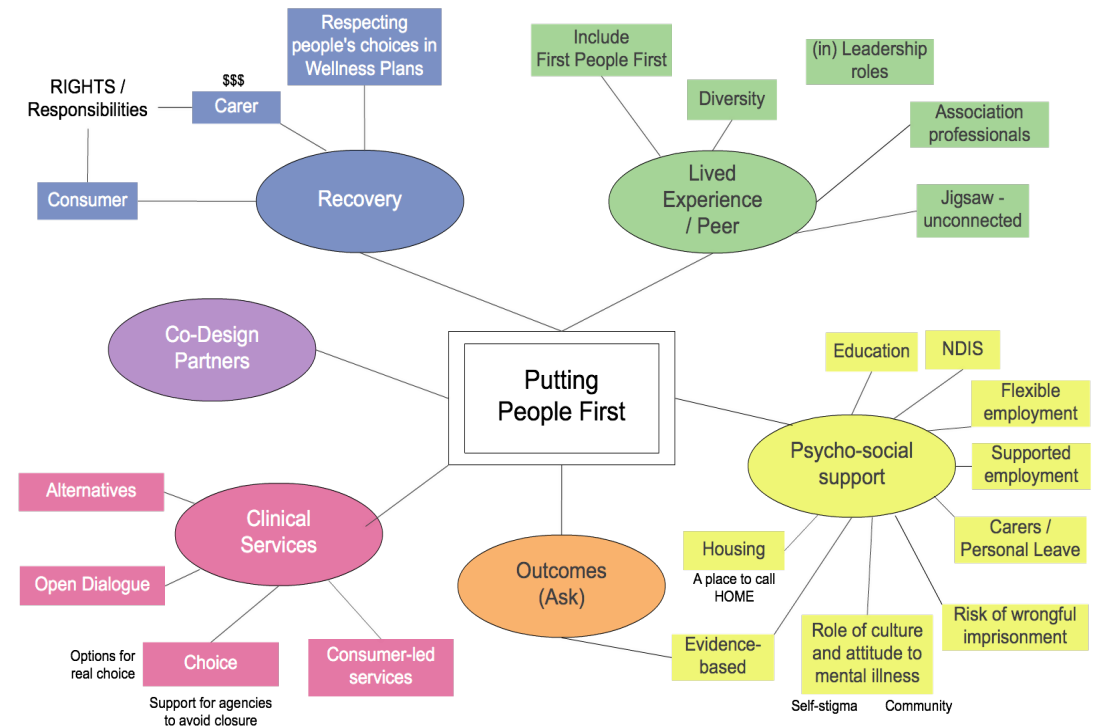 Respecting
people's choices in
Wellness Plans
$$$
Carer
RIGHTS /
Responsibilities
Consumer
Recovery
Include
First People First
Diversity
(in) Leadership
roles
Association
professionals
Jigsaw -
unconnected
Lived
Experience
/ Peer
Co-Design
Partners
Putting
People First
Education
NDIS
Flexible
employment
Supported
employment
Psycho-social
support
Carers /
Personal Leave
Housing
A place to call
HOME
Risk of wrongful
imprisonment
Role of culture
and attitude to
mental illness
Self-stigma
Community
Evidence-
based
Outcomes
(Ask)
Alternatives
Clinical
Services
Open Dialogue
Options for
real choice
Choice
Support for agencies
to avoid closure
Consumer-led
services